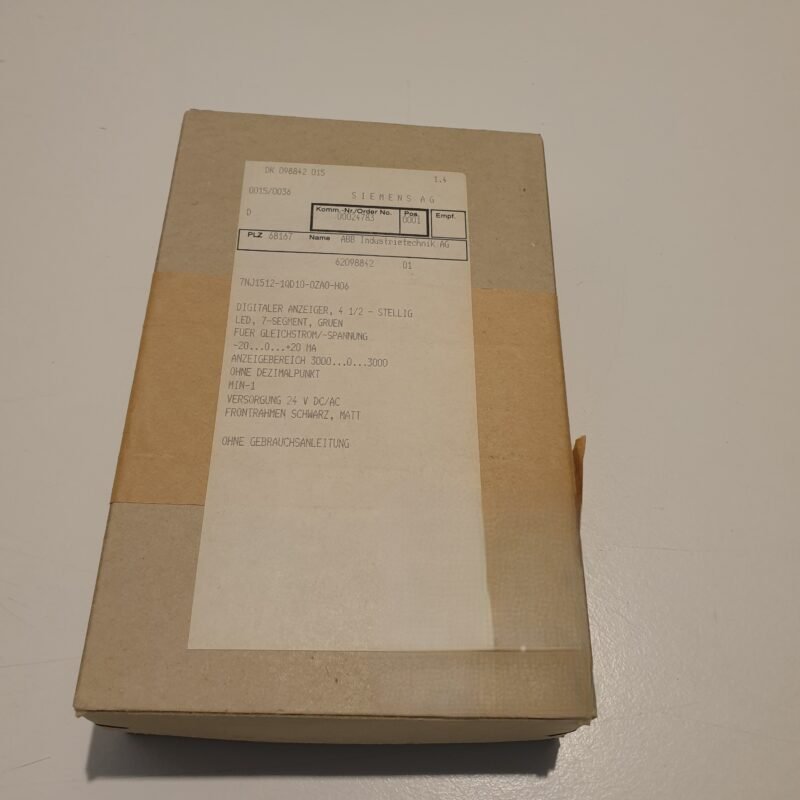 DK 098842 015
1.4
0015/0036 SIEMENS AG
D Komm.-Nr./Order No. Pos. Empf.
00024783 0001
PLZ 68167 Name ABB Industrietechnik AG
62098842 01
7NJ1512-1QD10-0ZA0-H06
DIGITALER ANZEIGER, 4 1/2 - STELLIG
LED, 7-SEGMENT, GRUEN
FUER GLEICHSTROM/-SPANNUNG
-20...0...+20 MA
ANZEIGEBEREICH 3000...0...3000
OHNE DEZIMALPUNKT
MIN-1
VERSORGUNG 24 V DC/AC
FRONTRAHMEN SCHWARZ, MATT
OHNE GEBRAUCHSANLEITUNG